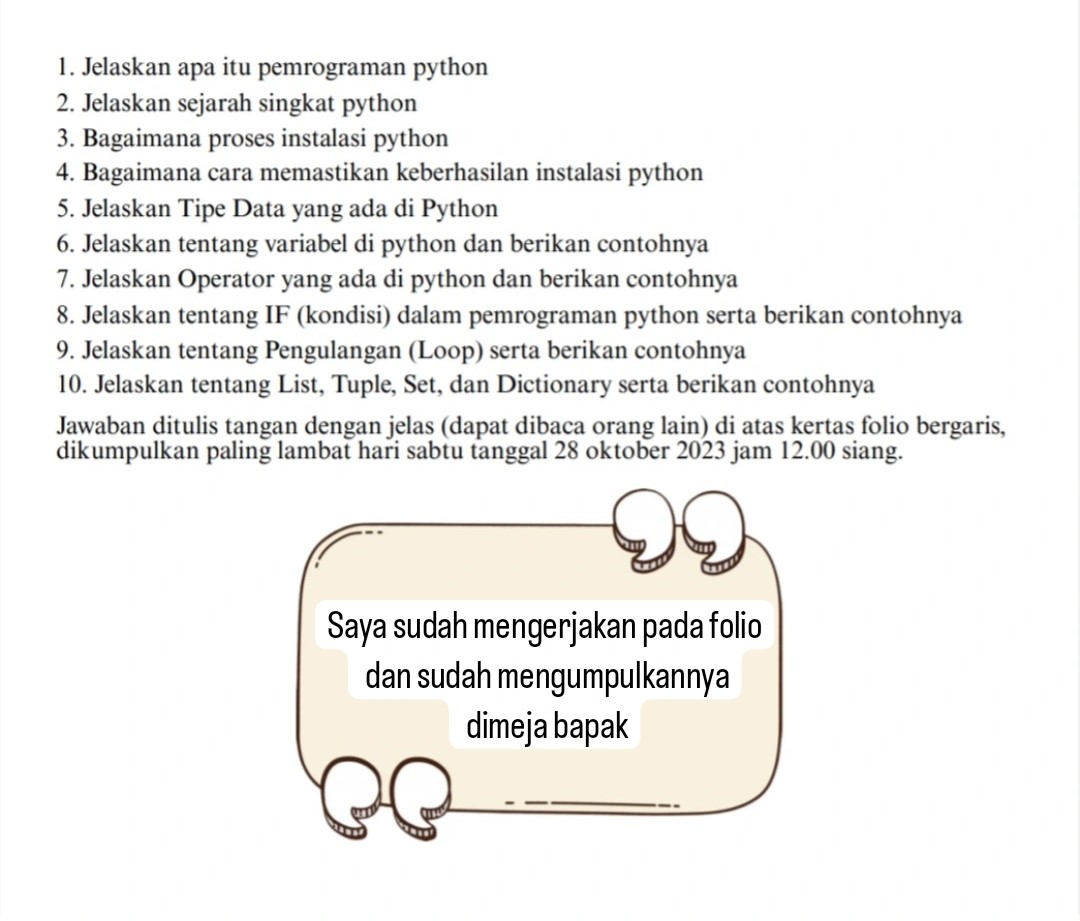 1. Jelaskan apa itu pemrograman python
2. Jelaskan sejarah singkat python
3. Bagaimana proses instalasi python
4. Bagaimana cara memastikan keberhasilan instalasi python
5. Jelaskan Tipe Data yang ada di Python
6. Jelaskan tentang variabel di python dan berikan contohnya
7. Jelaskan Operator yang ada di python dan berikan contohnya
8. Jelaskan tentang IF (kondisi) dalam pemrograman python serta berikan contohnya
9. Jelaskan tentang Pengulangan (Loop) serta berikan contohnya
10. Jelaskan tentang List, Tuple, Set, dan Dictionary serta berikan contohnya
Jawaban ditulis tangan dengan jelas (dapat dibaca orang lain) di atas kertas folio bergaris,
dikumpulkan paling lambat hari sabtu tanggal 28 oktober 2023 jam 12.00 siang.
Saya sudah mengerjakan pada folio
dan sudah mengumpulkannya
dimeja bapak